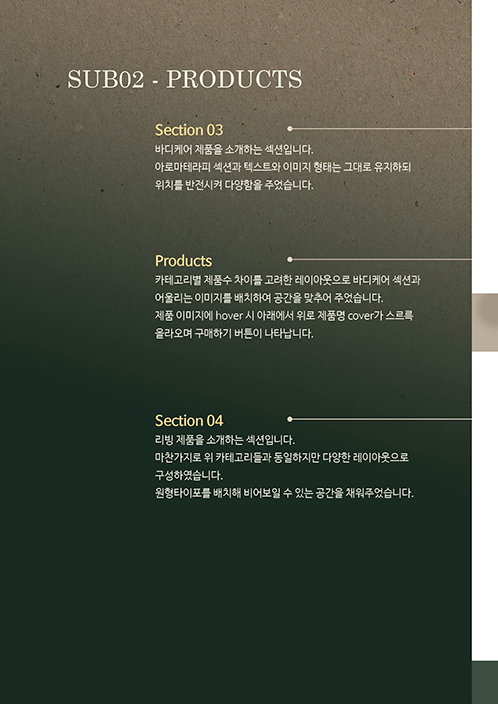 SUB02 - PRODUCTS
Section 03
바디케어 제품을 소개하는 섹션입니다.
아로마테라피 섹션과 텍스트와 이미지 형태는 그대로 유지하되
위치를 반전시켜 다양함을 주었습니다.
Products
카테고리별 제품수 차이를 고려한 레이아웃으로 바디케어 섹션과
어울리는 이미지를 배치하여 공간을 맞추어 주었습니다.
제품 이미지에 hover 시 아래에서 위로 제품명 cover가 스르륵
올라오며 구매하기 버튼이 나타납니다.
Section 04
리빙 제품을 소개하는 섹션입니다.
마찬가지로 위 카테고리들과 동일하지만 다양한 레이아웃으로
구성하였습니다.
원형타이포를 배치해 비어보일 수 있는 공간을 채워주었습니다.